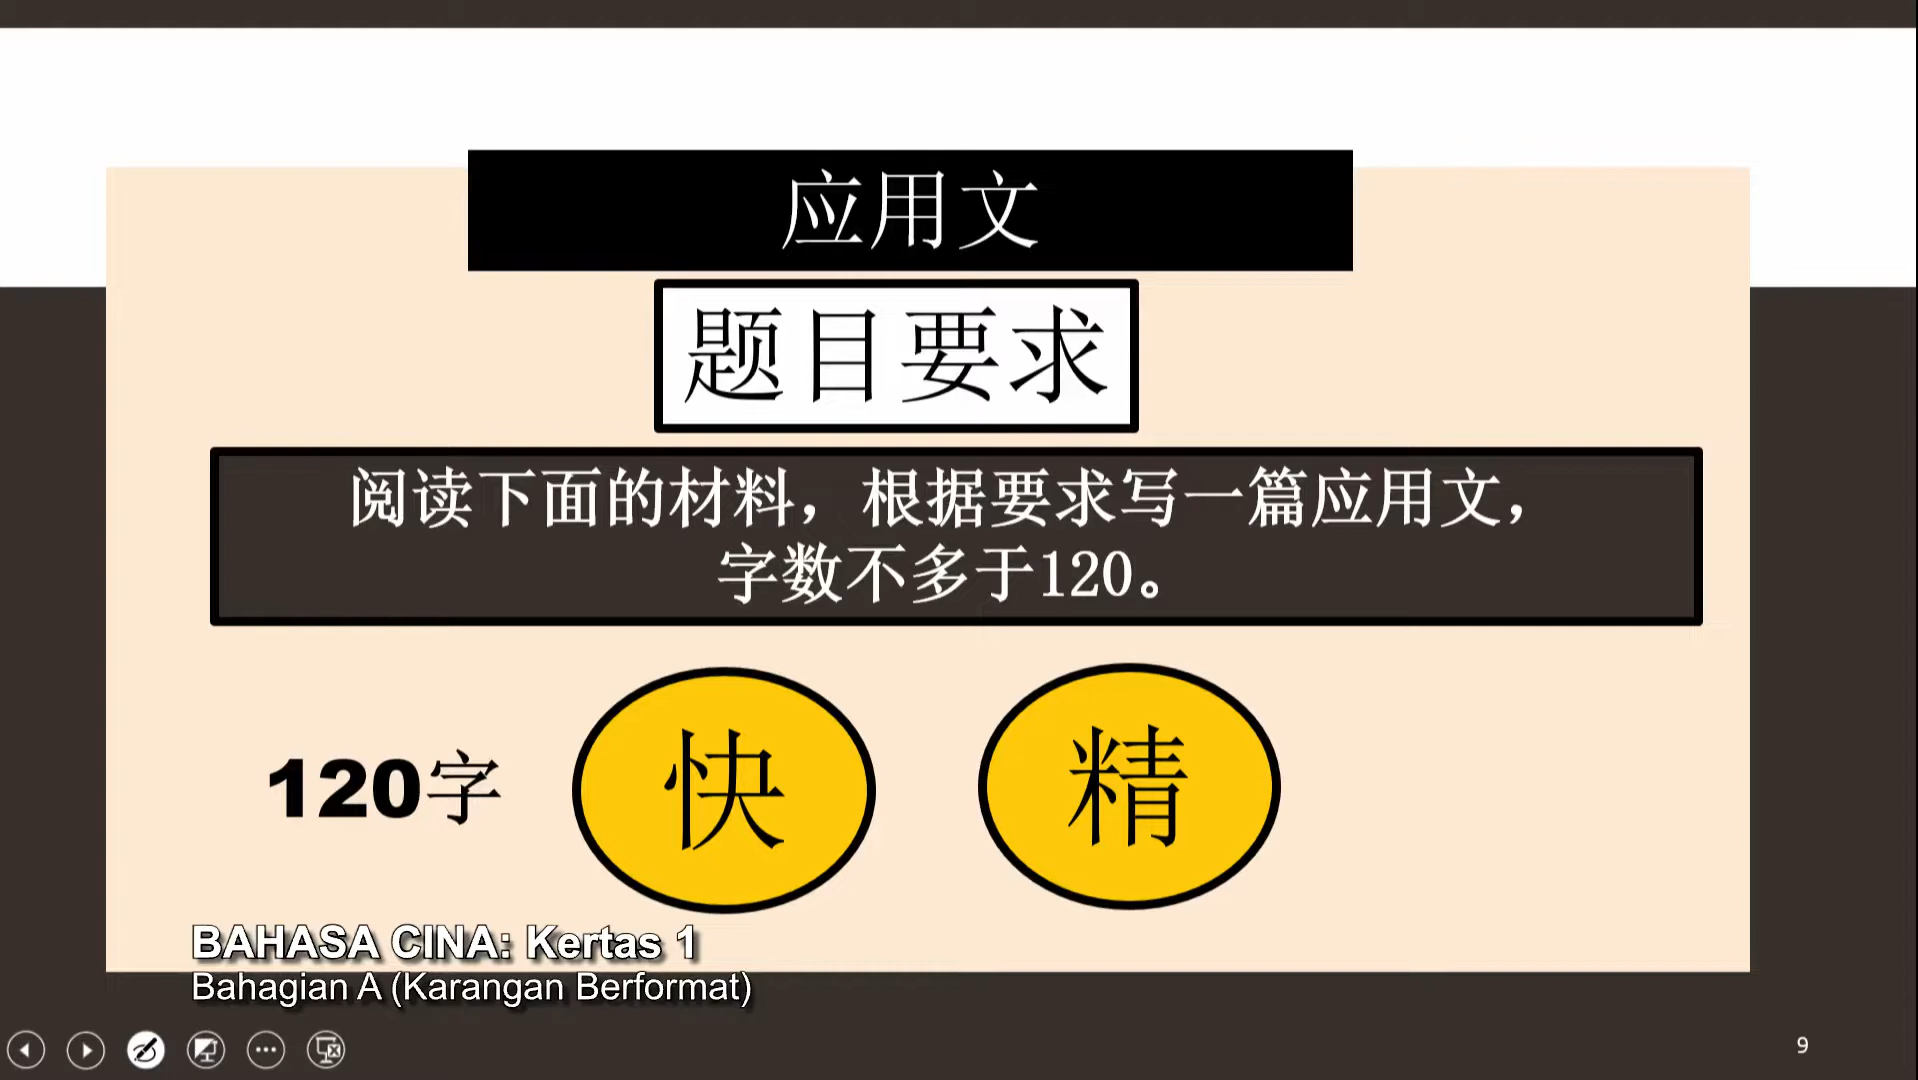 应用文
题目要求
阅读下面的材料，根据要求写一篇应用文，
字数不多于120。
120字
快
精
BAHASA CINA: Kertas 1
Bahagian A (Karangan Berformat)
9